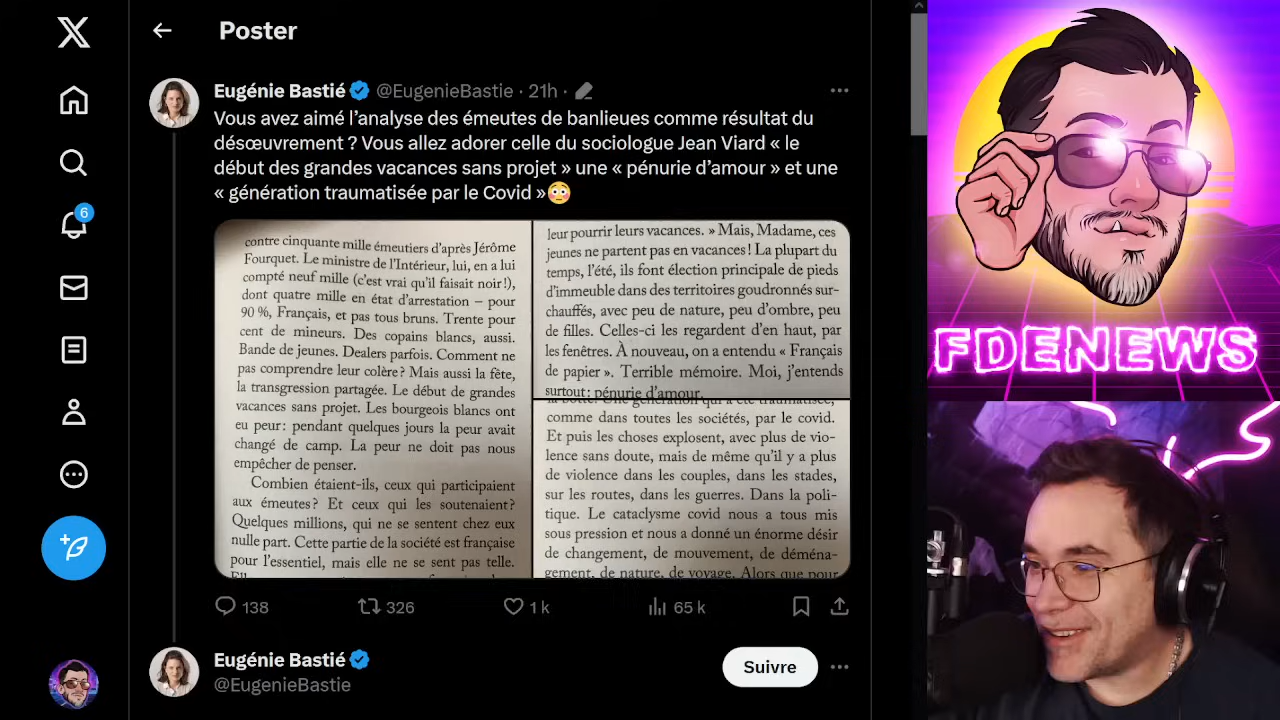 Poster
Eugénie Bastié @EugenieBastie · 21h ·
Vous avez aimé l'analyse des émeutes de banlieues comme résultat du
désœuvrement ? Vous allez adorer celle du sociologue Jean Viard « le
début des grandes vacances sans projet » une « pénurie d'amour » et une
« génération traumatisée par le Covid »😳
contre cinquante mille émeutiers d'après Jérôme
Fourquet. Le ministre de l'Intérieur, lui, en a lui
compté neuf mille (c'est vrai qu'il faisait noir !),
dont quatre mille en état d'arrestation – pour
90 %, Français, et pas tous bruns. Trente pour
cent de mineurs. Des copains blancs, aussi.
Bande de jeunes. Dealers parfois. Comment ne
pas comprendre leur colère ? Mais aussi la fête,
la transgression partagée. Le début de grandes
vacances sans projet. Les bourgeois blancs ont
eu peur : pendant quelques jours la peur avait
changé de camp. La peur ne doit pas nous
empêcher de penser.
Combien étaient-ils, ceux qui participaient
aux émeutes ? Et ceux qui les soutenaient ?
Quelques millions, qui ne se sentent chez eux
nulle part. Cette partie de la société est française
pour l'essentiel, mais elle ne se sent pas telle.
leur pourrir leurs vacances. » Mais, Madame, ces
jeunes ne partent pas en vacances ! La plupart du
temps, l'été, ils font élection principale de pieds
d'immeuble dans des territoires goudronnés sur-
chauffés, avec peu de nature, peu d'ombre, peu
de filles. Celles-ci les regardent d'en haut, par
les fenêtres. À nouveau, on a entendu « Français
de papier ». Terrible mémoire. Moi, j'entends
surtout : pénurie d'amour.
Une génération qui a été traumatisée,
comme dans toutes les sociétés, par le covid.
Et puis les choses explosent, avec plus de vio-
lence sans doute, mais de même qu'il y a plus
de violence dans les couples, dans les stades,
sur les routes, dans les guerres. Dans la poli-
tique. Le cataclysme covid nous a tous mis
sous pression et nous a donné un énorme désir
de changement, de mouvement, de déména-
gement, de nature, de voyage. Alors que pour
138 326 1 k 65 k
Eugénie Bastié
@EugenieBastie
Suivre
6
FDENEWS